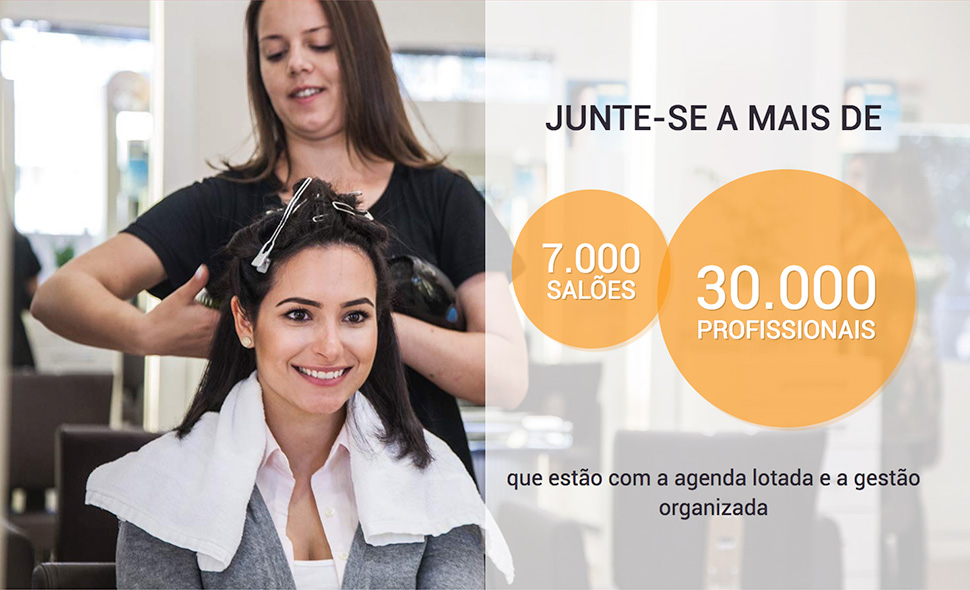 JUNTE-SE A MAIS DE
7.000
SALÕES
30.000
PROFISSIONAIS
que estão com a agenda lotada e a gestão
organizada